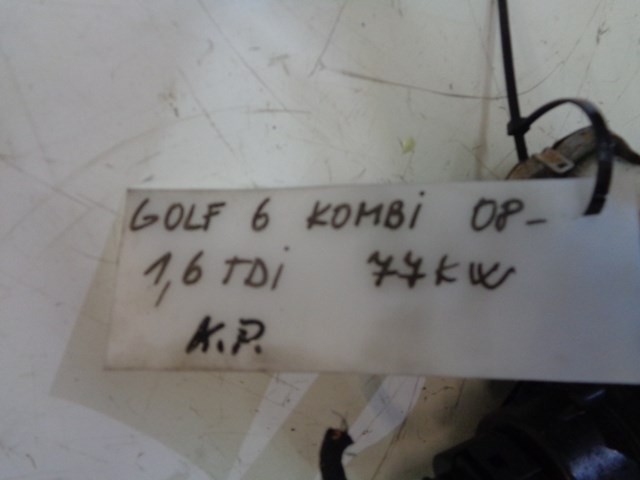 GOLF 6 KOMBi 08-
1,6 TDi 77KW
A.P.